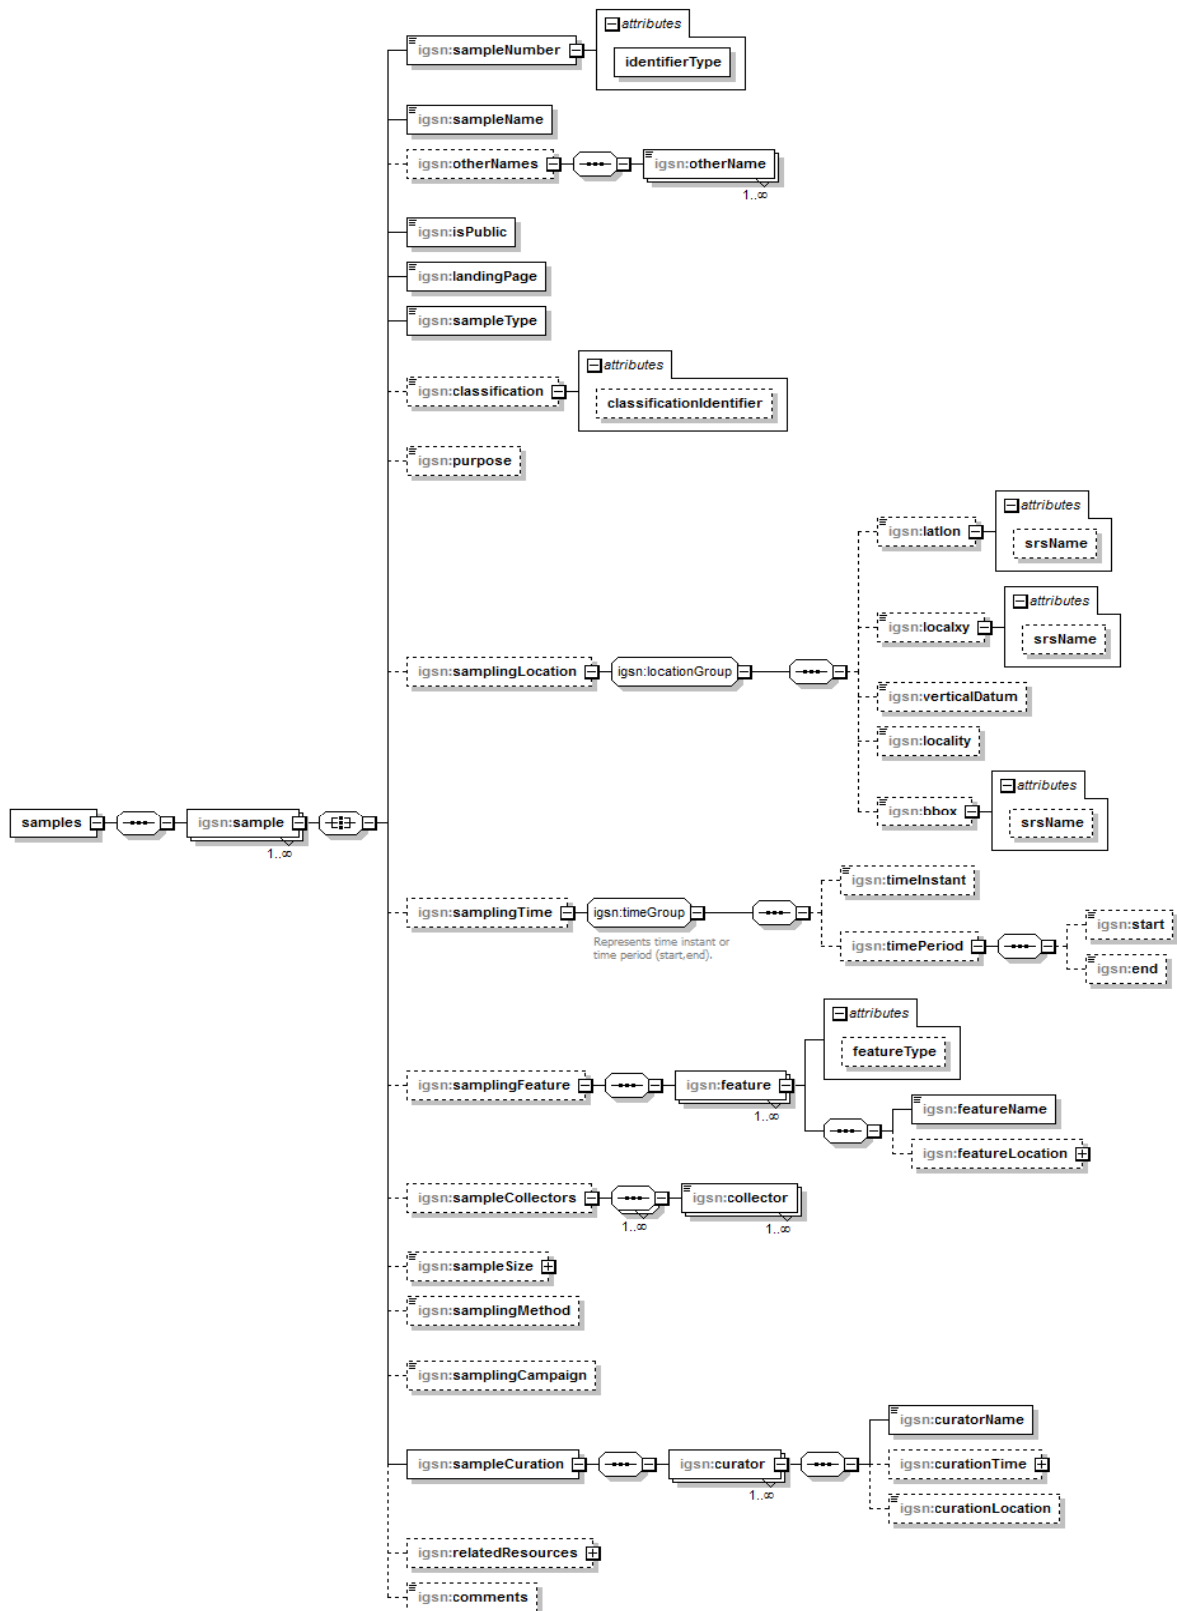 attributes
igsn:sampleNumber
identifierType
igsn:sampleName
igsn:otherNames
igsn:otherName
1..∞
igsn:isPublic
igsn:landingPage
igsn:sampleType
attributes
igsn:classification
classificationIdentifier
igsn:purpose
attributes
igsn:latlon
srsName
attributes
igsn:localxy
srsName
igsn:samplingLocation
igsn:locationGroup
igsn:verticalDatum
igsn:locality
attributes
igsn:bbox
srsName
samples
igsn:sample
1..∞
igsn:timeInstant
igsn:samplingTime
igsn:timeGroup
Represents time instant or
time period (start,end).
igsn:timePeriod
igsn:start
igsn:end
attributes
featureType
igsn:samplingFeature
igsn:feature
1..∞
igsn:featureName
igsn:featureLocation
igsn:sampleCollectors
1..∞
igsn:collector
1..∞
igsn:sampleSize
igsn:samplingMethod
igsn:samplingCampaign
igsn:curatorName
igsn:sampleCuration
igsn:curator
1..∞
igsn:curationTime
igsn:curationLocation
igsn:relatedResources
igsn:comments